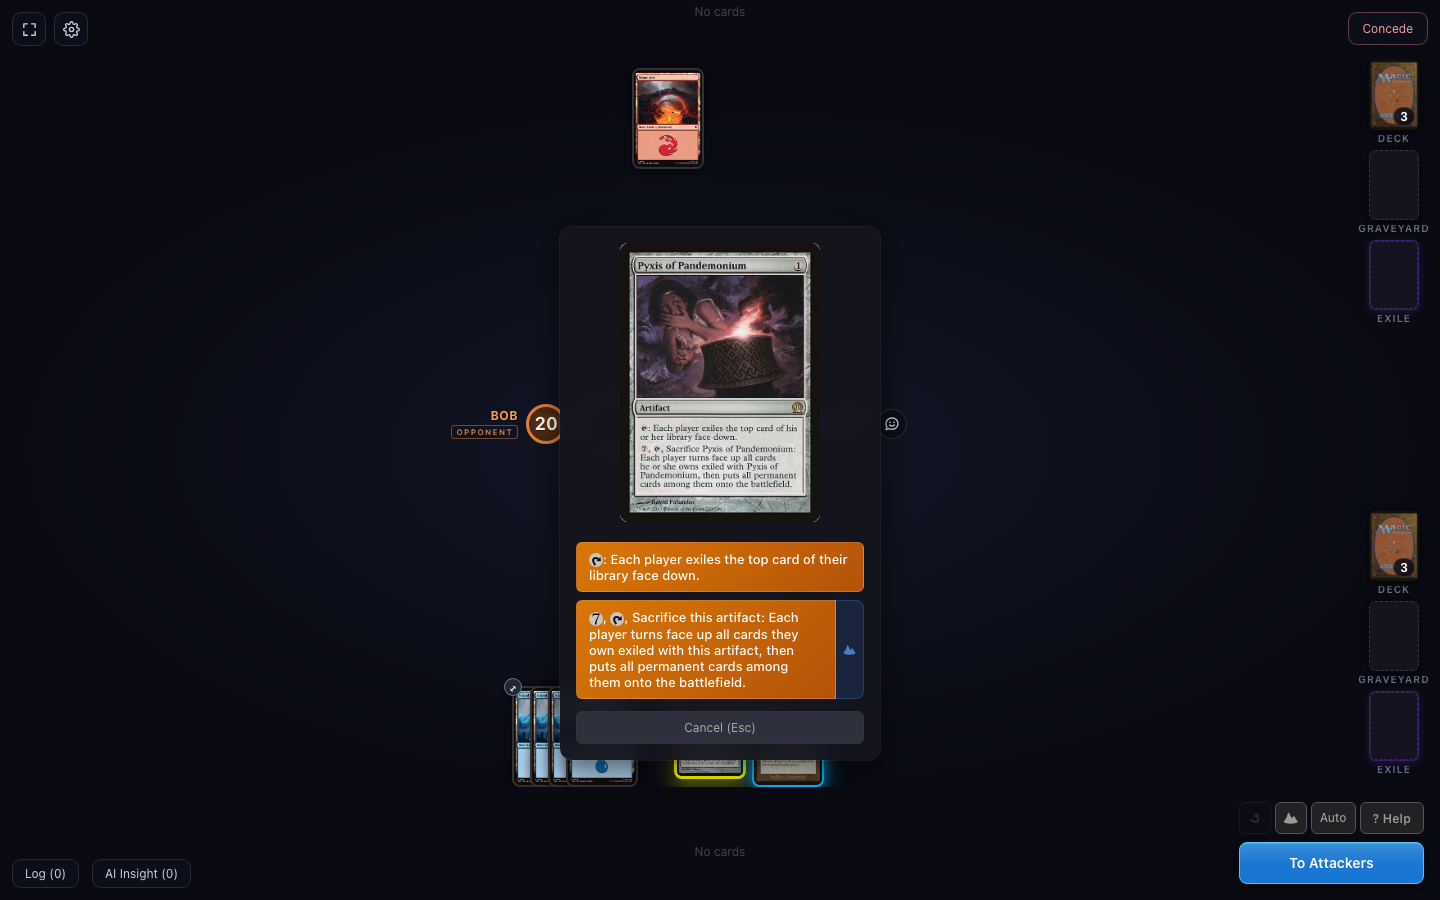 No cards
Concede
MAGIC
3
DECK
GRAVEYARD
EXILE
Pyxis of Pandemonium 1
Artifact
: Each player exiles the top card of his
or her library face down.
7, , Sacrifice Pyxis of Pandemonium:
Each player turns face up all cards
he or she owns exiled with Pyxis of
Pandemonium, then puts all permanent
cards among them onto the battlefield.
David Palumbo
BOB
OPPONENT
20
: Each player exiles the top card of their
library face down.
7, , Sacrifice this artifact: Each
player turns face up all cards they
own exiled with this artifact, then
puts all permanent cards among
them onto the battlefield.
Cancel (Esc)
MAGIC
3
DECK
GRAVEYARD
EXILE
Auto
? Help
No cards
To Attackers
Log (0)
AI Insight (0)